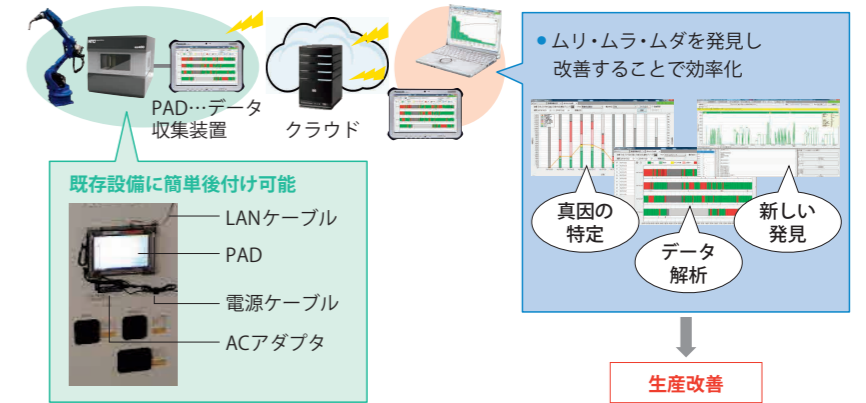 PAD…データ
収集装置
クラウド
• ムリ・ムラ・ムダを発見し
改善することで効率化
既存設備に簡単後付け可能
LANケーブル
PAD
電源ケーブル
ACアダプタ
真因の
特定
データ
解析
新しい
発見
生産改善